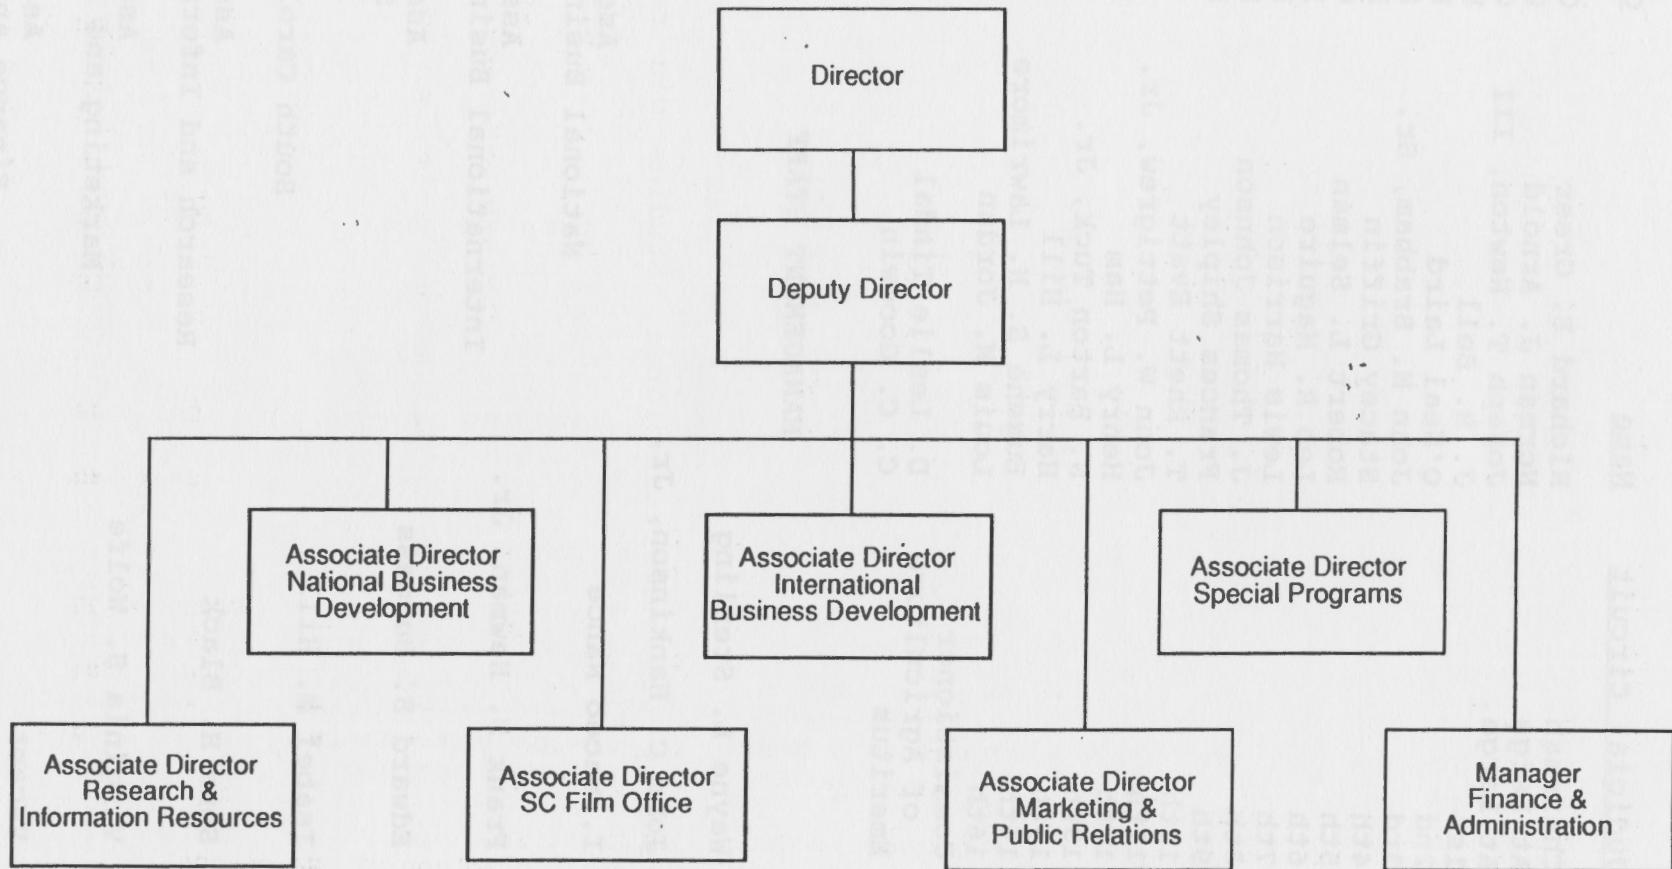 Director
Deputy Director
Associate Director
National Business
Development
Associate Director
International
Business Development
Associate Director
Special Programs
Associate Director
Research &
Information Resources
Associate Director
SC Film Office
Associate Director
Marketing &
Public Relations
Manager
Finance &
Administration